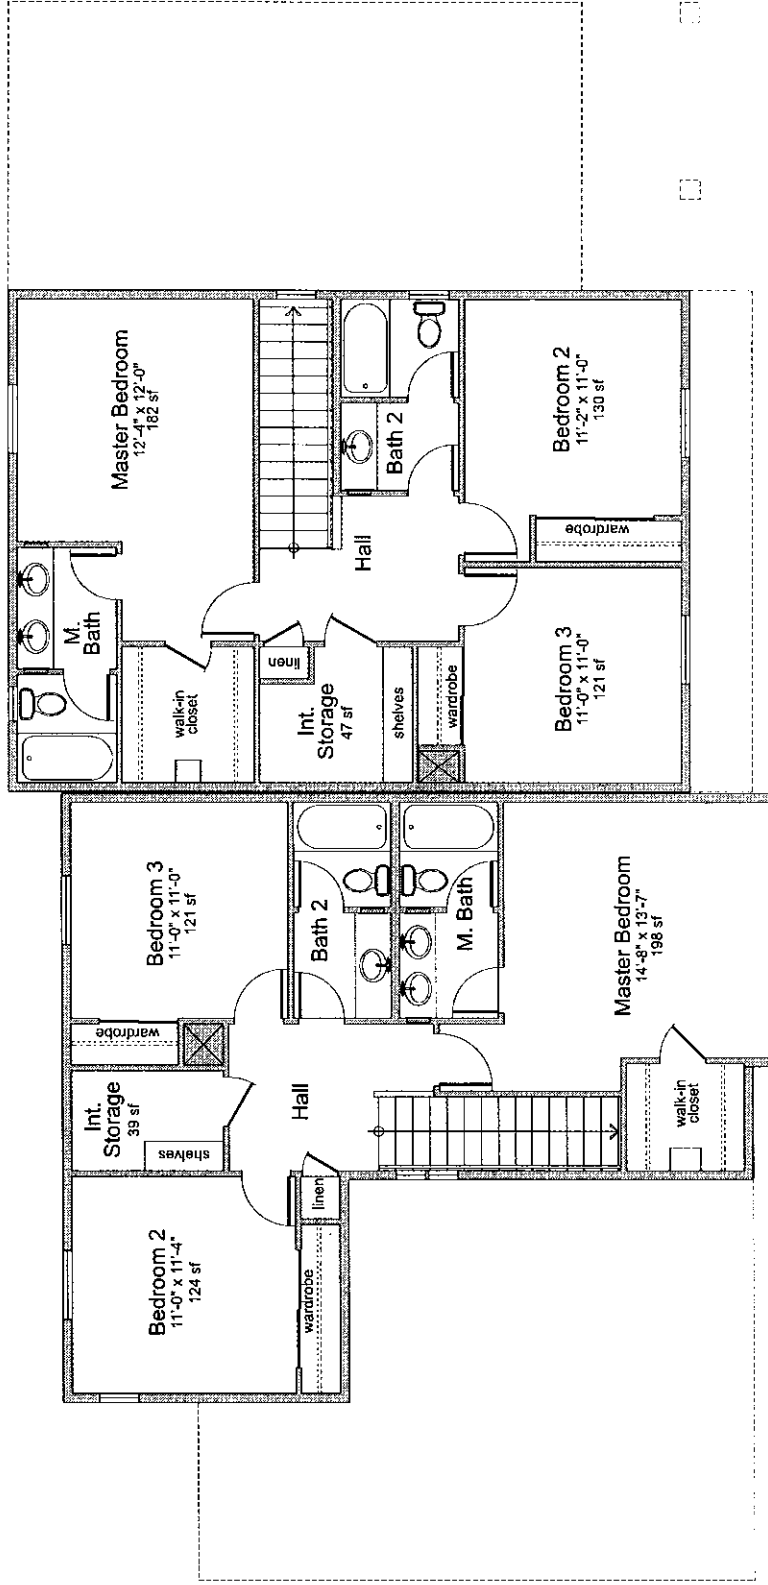 Master Bedroom
12'-4" x 12'-0"
182 sf
M.
Bath
walk-in
closet
linen
Int.
Storage
47 sf
shelves
Hall
Bath 2
Bedroom 2
11'-2" x 11'-0"
130 sf
wardrobe
wardrobe
Bedroom 3
11'-0" x 11'-0"
121 sf
Bedroom 3
11'-0" x 11'-0"
121 sf
wardrobe
Bath 2
M. Bath
Master Bedroom
14'-8" x 13'-7"
198 sf
Int.
Storage
39 sf
shelves
Hall
walk-in
closet
linen
Bedroom 2
11'-0" x 11'-4"
124 sf
wardrobe